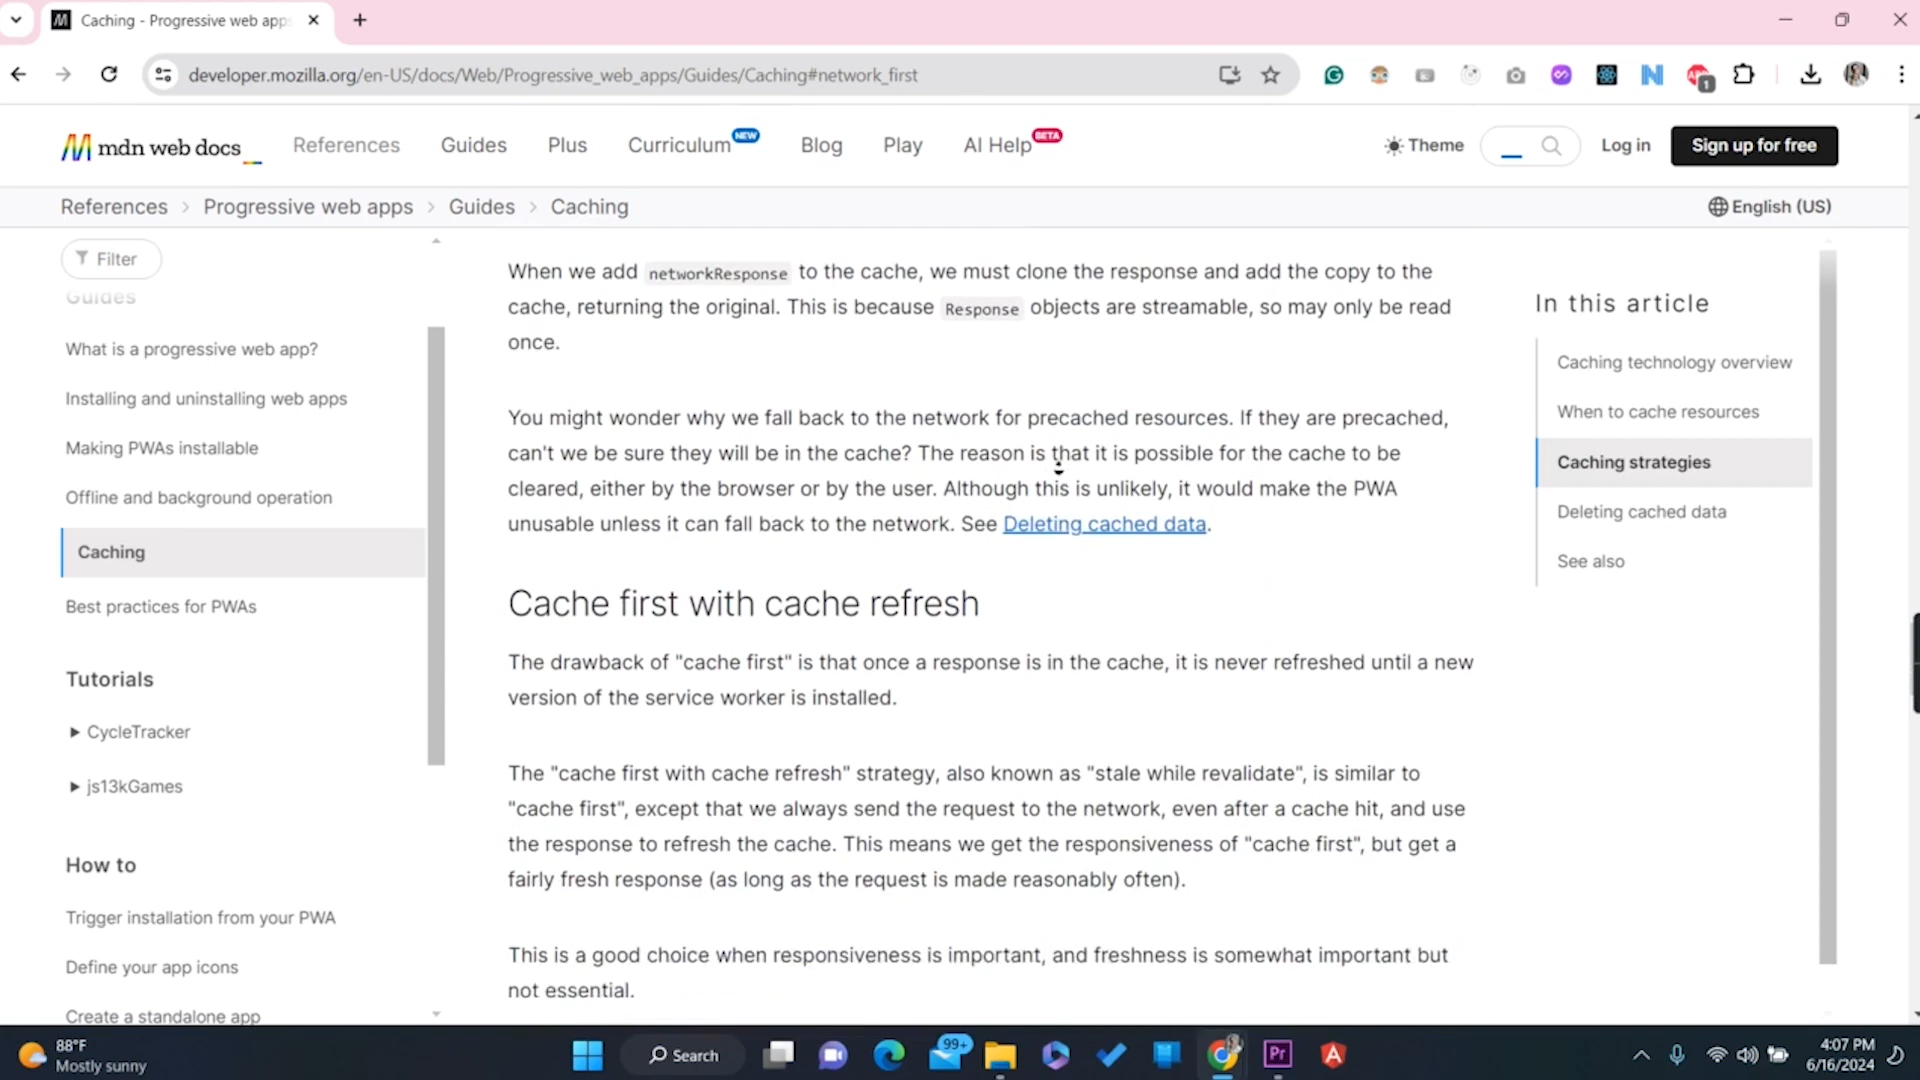 Caching - Progressive web app
developer.mozilla.org/en-US/docs/Web/Progressive_web_apps/Guides/Caching#network_first
1
mdn web docs
References
Guides
Plus
Curriculum NEW
Blog
Play
AI Help BETA
Theme
Log in
Sign up for free
References > Progressive web apps > Guides > Caching
English (US)
Filter
Guides
What is a progressive web app?
Installing and uninstalling web apps
Making PWAs installable
Offline and background operation
Caching
Best practices for PWAs
Tutorials
CycleTracker
js13kGames
How to
Trigger installation from your PWA
Define your app icons
Create a standalone app
When we add networkResponse to the cache, we must clone the response and add the copy to the
cache, returning the original. This is because Response objects are streamable, so may only be read
once.
You might wonder why we fall back to the network for precached resources. If they are precached,
can't we be sure they will be in the cache? The reason is that it is possible for the cache to be
cleared, either by the browser or by the user. Although this is unlikely, it would make the PWA
unusable unless it can fall back to the network. See Deleting cached data.
Cache first with cache refresh
The drawback of "cache first" is that once a response is in the cache, it is never refreshed until a new
version of the service worker is installed.
The "cache first with cache refresh" strategy, also known as "stale while revalidate", is similar to
"cache first", except that we always send the request to the network, even after a cache hit, and use
the response to refresh the cache. This means we get the responsiveness of "cache first", but get a
fairly fresh response (as long as the request is made reasonably often).
This is a good choice when responsiveness is important, and freshness is somewhat important but
not essential.
In this article
Caching technology overview
When to cache resources
Caching strategies
Deleting cached data
See also
88°F
Mostly sunny
Search
99+
Pr
4:07 PM
6/16/2024